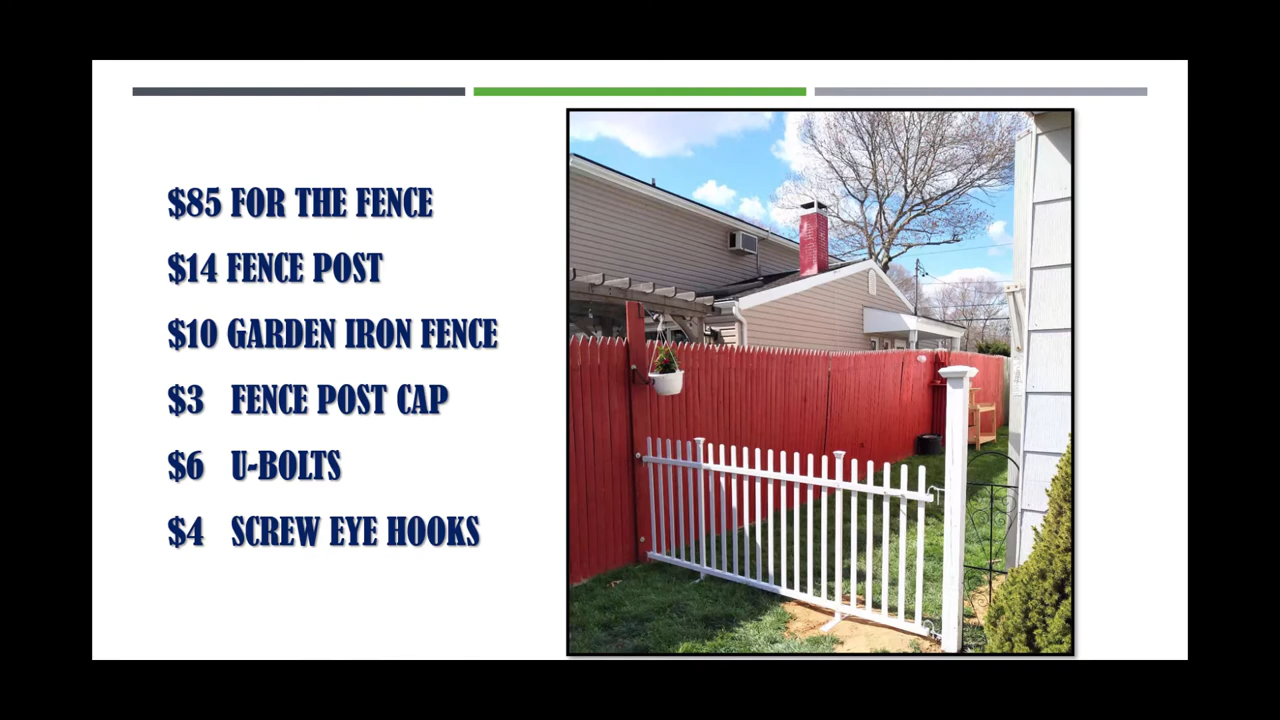 $85 FOR THE FENCE
$14 FENCE POST
$10 GARDEN IRON FENCE
$3 FENCE POST CAP
$6 U-BOLTS
$4 SCREW EYE HOOKS